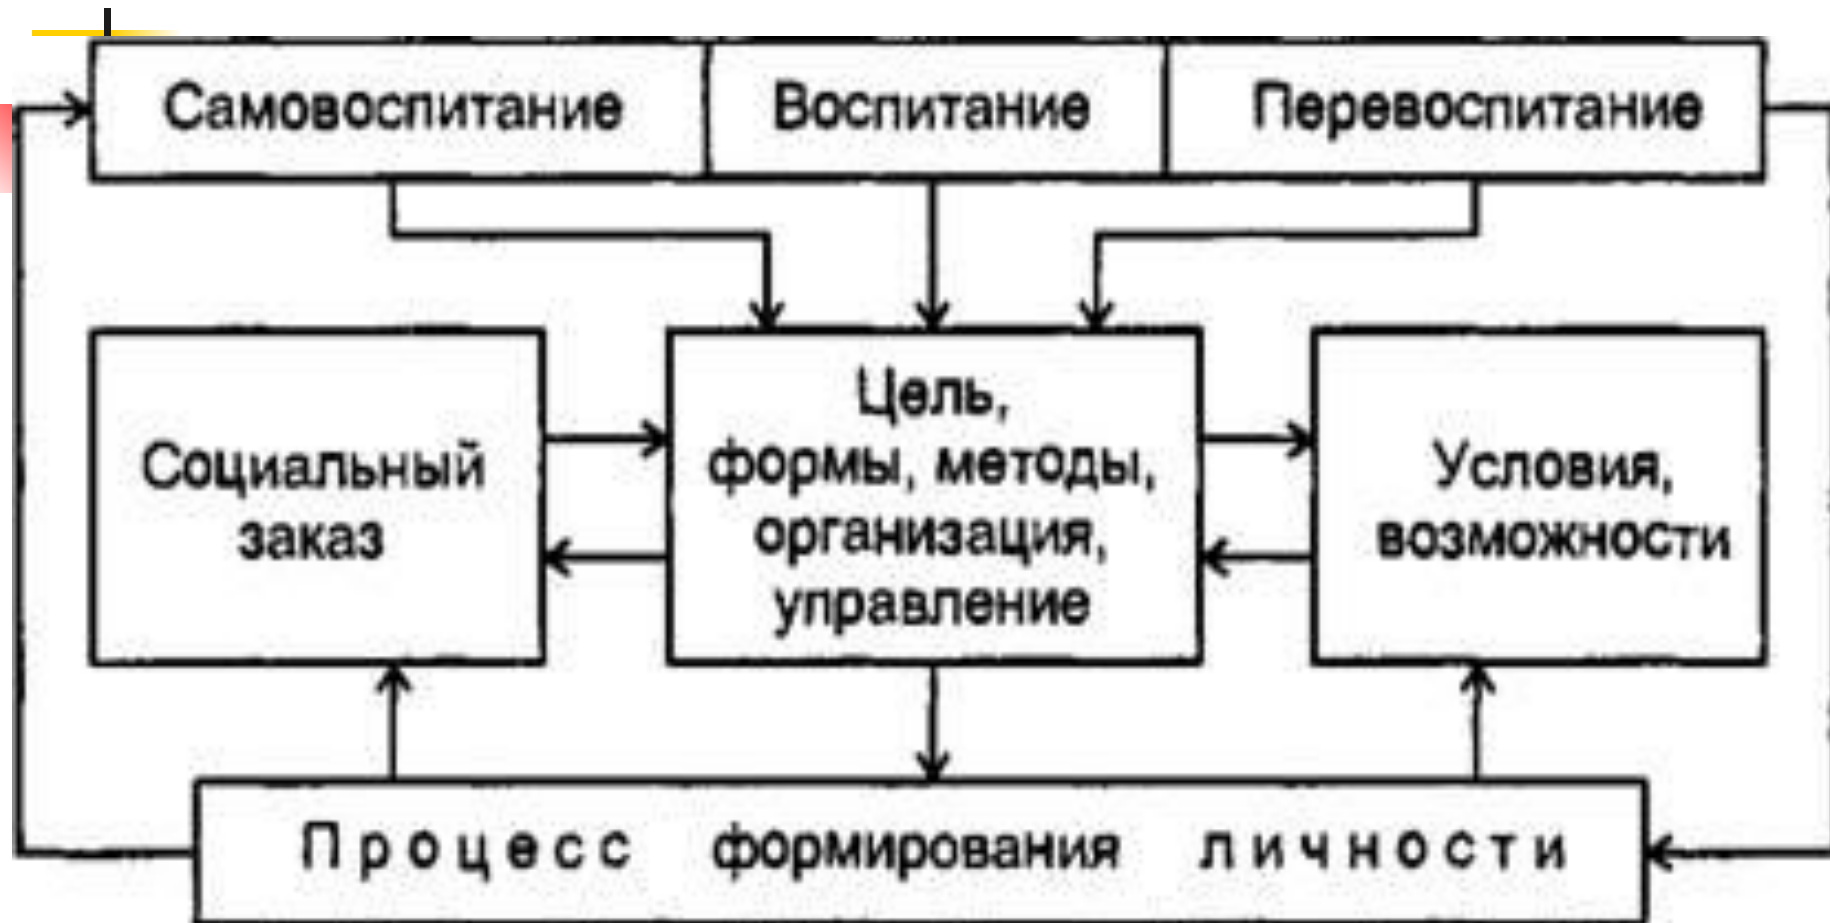 Самовоспитание
Воспитание
Перевоспитание
Социальный
заказ
Цель,
формы, методы,
организация,
управление
Условия,
возможности
Процесс формирования личности